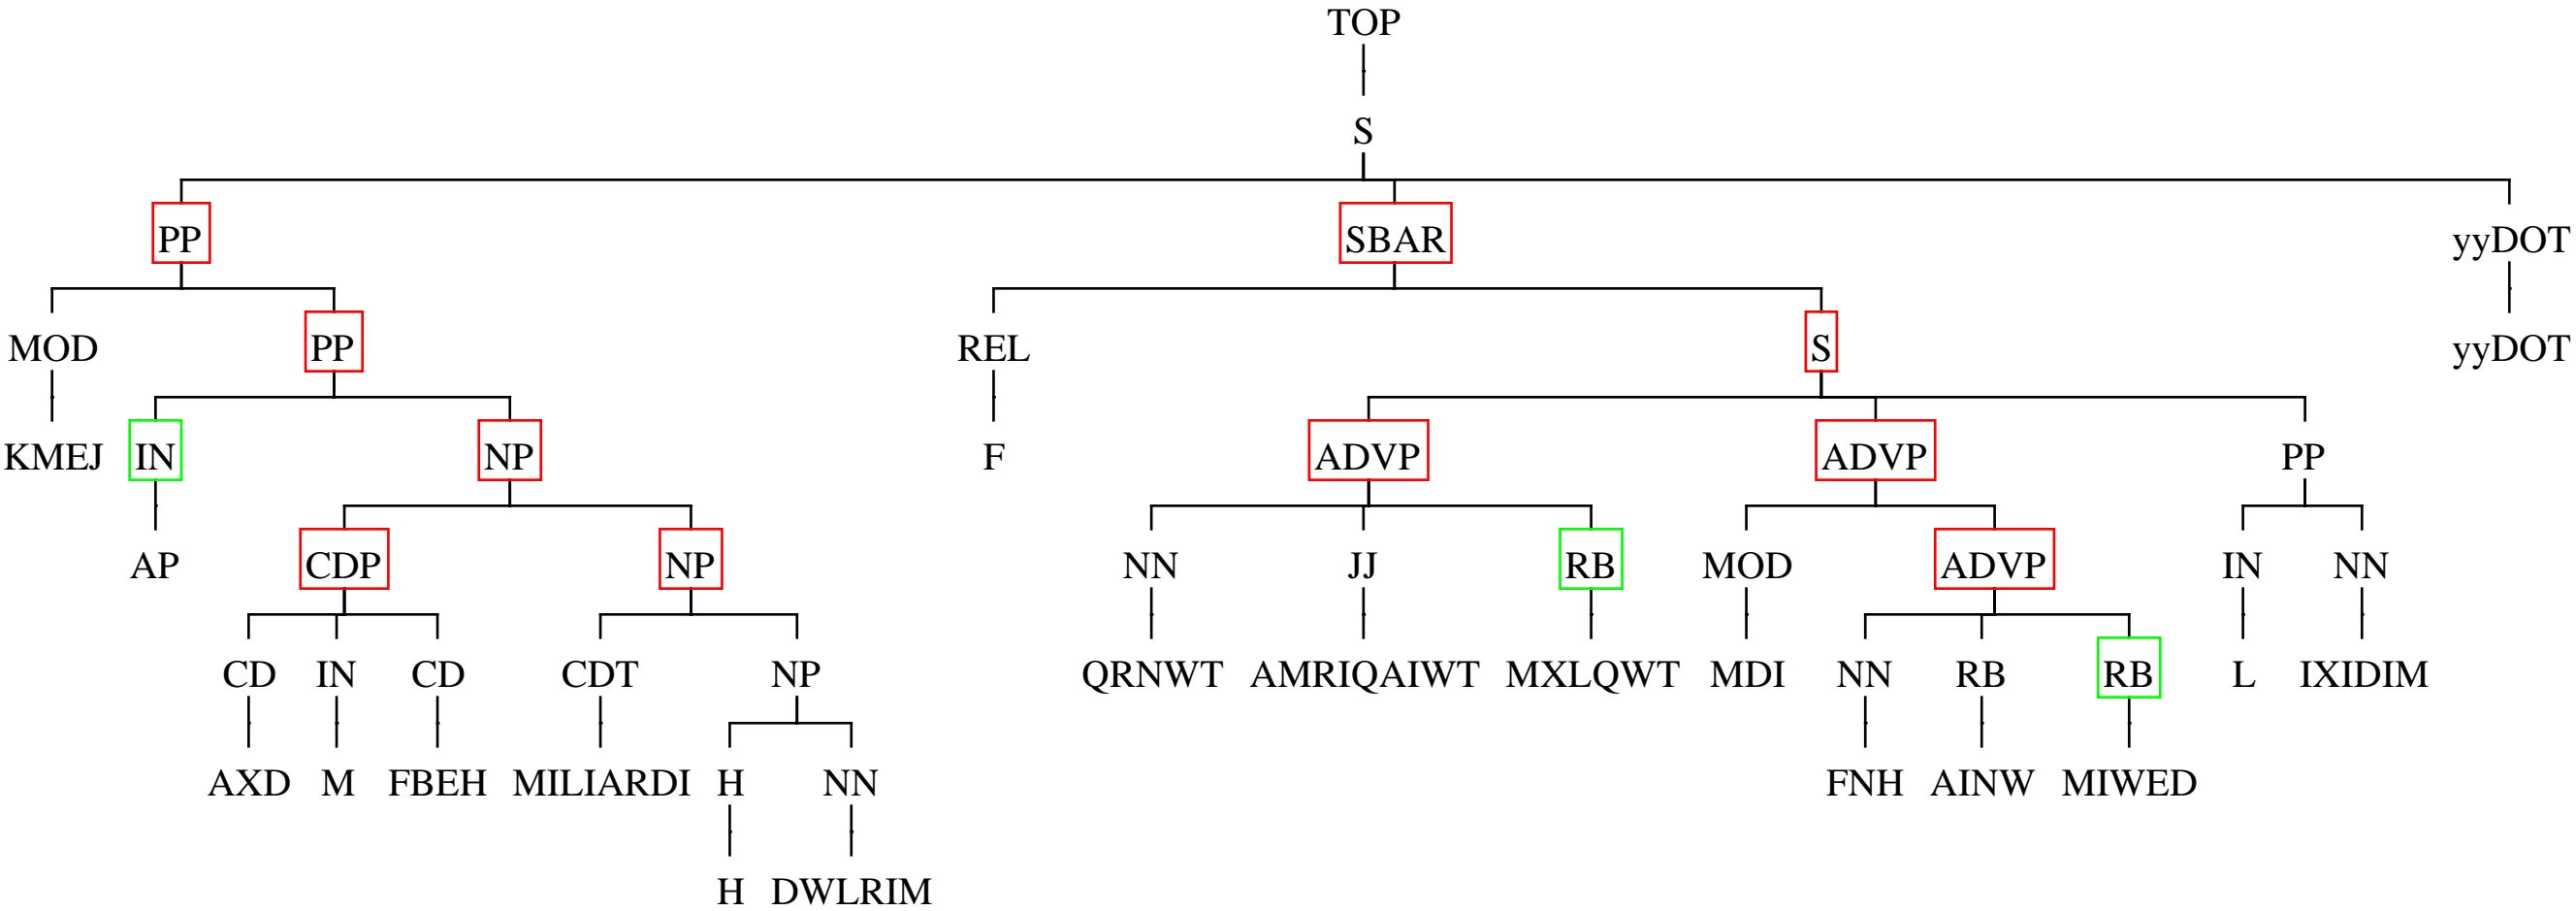 TOP
S
PP SBAR yyDOT
MOD PP REL S yyDOT
KMEJ IN NP F ADVP ADVP PP
AP CDP NP NN JJ RB MOD ADVP IN NN
CD IN CD CDT NP QRNWT AMRIQAIWT MXLQWT MDI NN RB RB L IXIDIM
AXD M FBEH MILIARDI H NN FNH AINW MIWED
H DWLRIM